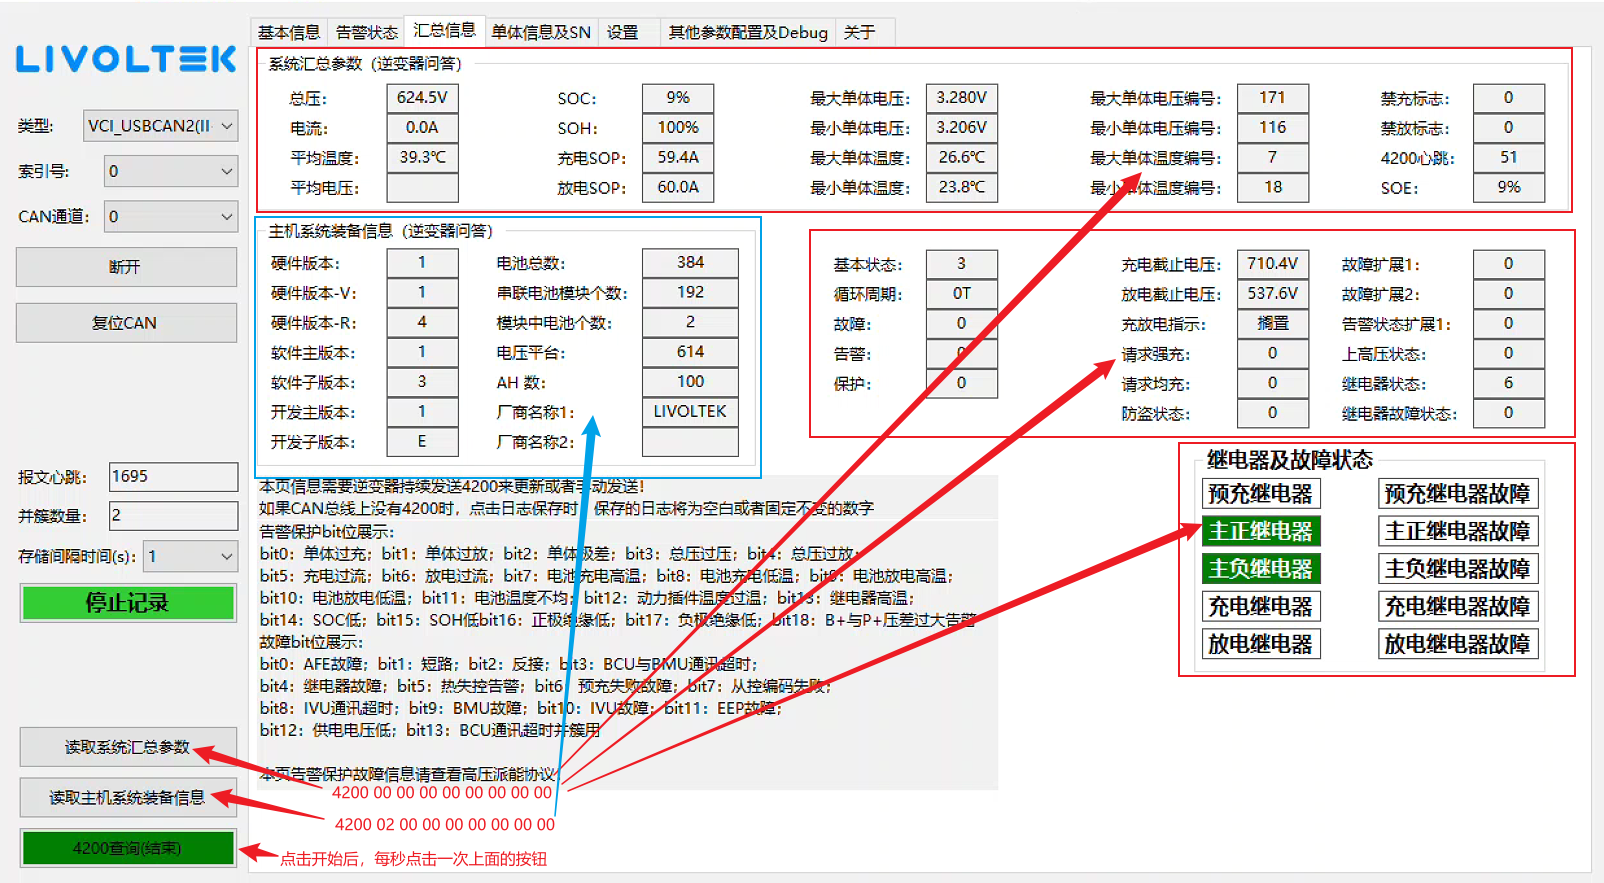 LIVOLTEK
类型:
VCI_USBCAN2(II
索引号:
0
CAN通道:
0
断开
复位CAN
报文心跳:
1695
并簇数量:
2
存储间隔时间(s):
1
停止记录
读取系统汇总参数
读取主机系统装备信息
4200查询(结束)
基本信息 告警状态 汇总信息 单体信息及SN 设置 其他参数配置及Debug 关于
系统汇总参数（逆变器问答）
总压: 624.5V SOC: 9% 最大单体电压: 3.280V 最大单体电压编号: 171 禁充标志: 0
电流: 0.0A SOH: 100% 最小单体电压: 3.206V 最小单体电压编号: 116 禁放标志: 0
平均温度: 39.3℃ 充电SOP: 59.4A 最大单体温度: 26.6℃ 最大单体温度编号: 7 4200心跳: 51
平均电压: 放电SOP: 60.0A 最小单体温度: 23.8℃ 最小单体温度编号: 18 SOE: 9%
主机系统装备信息（逆变器问答）
硬件版本: 1 电池总数: 384
硬件版本-V: 1 串联电池模块个数: 192
硬件版本-R: 4 模块中电池个数: 2
软件主版本: 1 电压平台: 614
软件子版本: 3 AH 数: 100
开发主版本: 1 厂商名称1: LIVOLTEK
开发子版本: E 厂商名称2:
基本状态: 3 充电截止电压: 710.4V 故障扩展1: 0
循环周期: 0T 放电截止电压: 537.6V 故障扩展2: 0
故障: 0 充放电指示: 搁置 告警状态扩展1: 0
告警: 0 请求强充: 0 上高压状态: 0
保护: 0 请求均充: 0 继电器状态: 6
防盗状态: 0 继电器故障状态: 0
继电器及故障状态
预充继电器 预充继电器故障
主正继电器 主正继电器故障
主负继电器 主负继电器故障
充电继电器 充电继电器故障
放电继电器 放电继电器故障
本页信息需要逆变器持续发送4200来更新或者手动发送!
如果CAN总线上没有4200时，点击日志保存时，保存的日志将为空白或者固定不变的数字
告警保护bit位展示:
bit0: 单体过充; bit1: 单体过放; bit2: 单体极差; bit3: 总压过压; bit4: 总压过放;
bit5: 充电过流; bit6: 放电过流; bit7: 电池充电高温; bit8: 电池充电低温; bit9: 电池放电高温;
bit10: 电池放电低温; bit11: 电池温度不均; bit12: 动力插件温度过温; bit13: 继电器高温;
bit14: SOC低; bit15: SOH低bit16: 正极绝缘低; bit17: 负极绝缘低; bit18: B+与P+压差过大告警
故障bit位展示:
bit0: AFE故障; bit1: 短路; bit2: 反接; bit3: BCU与BMU通讯超时;
bit4: 继电器故障; bit5: 热失控告警; bit6: 预充失败故障; bit7: 从控编码失败;
bit8: IVU通讯超时; bit9: BMU故障; bit10: IVU故障; bit11: EEP故障;
bit12: 供电电压低; bit13: BCU通讯超时并簇用
本页告警保护故障信息请查看高压派能协议
4200 00 00 00 00 00 00 00 00
4200 02 00 00 00 00 00 00 00
点击开始后，每秒点击一次上面的按钮